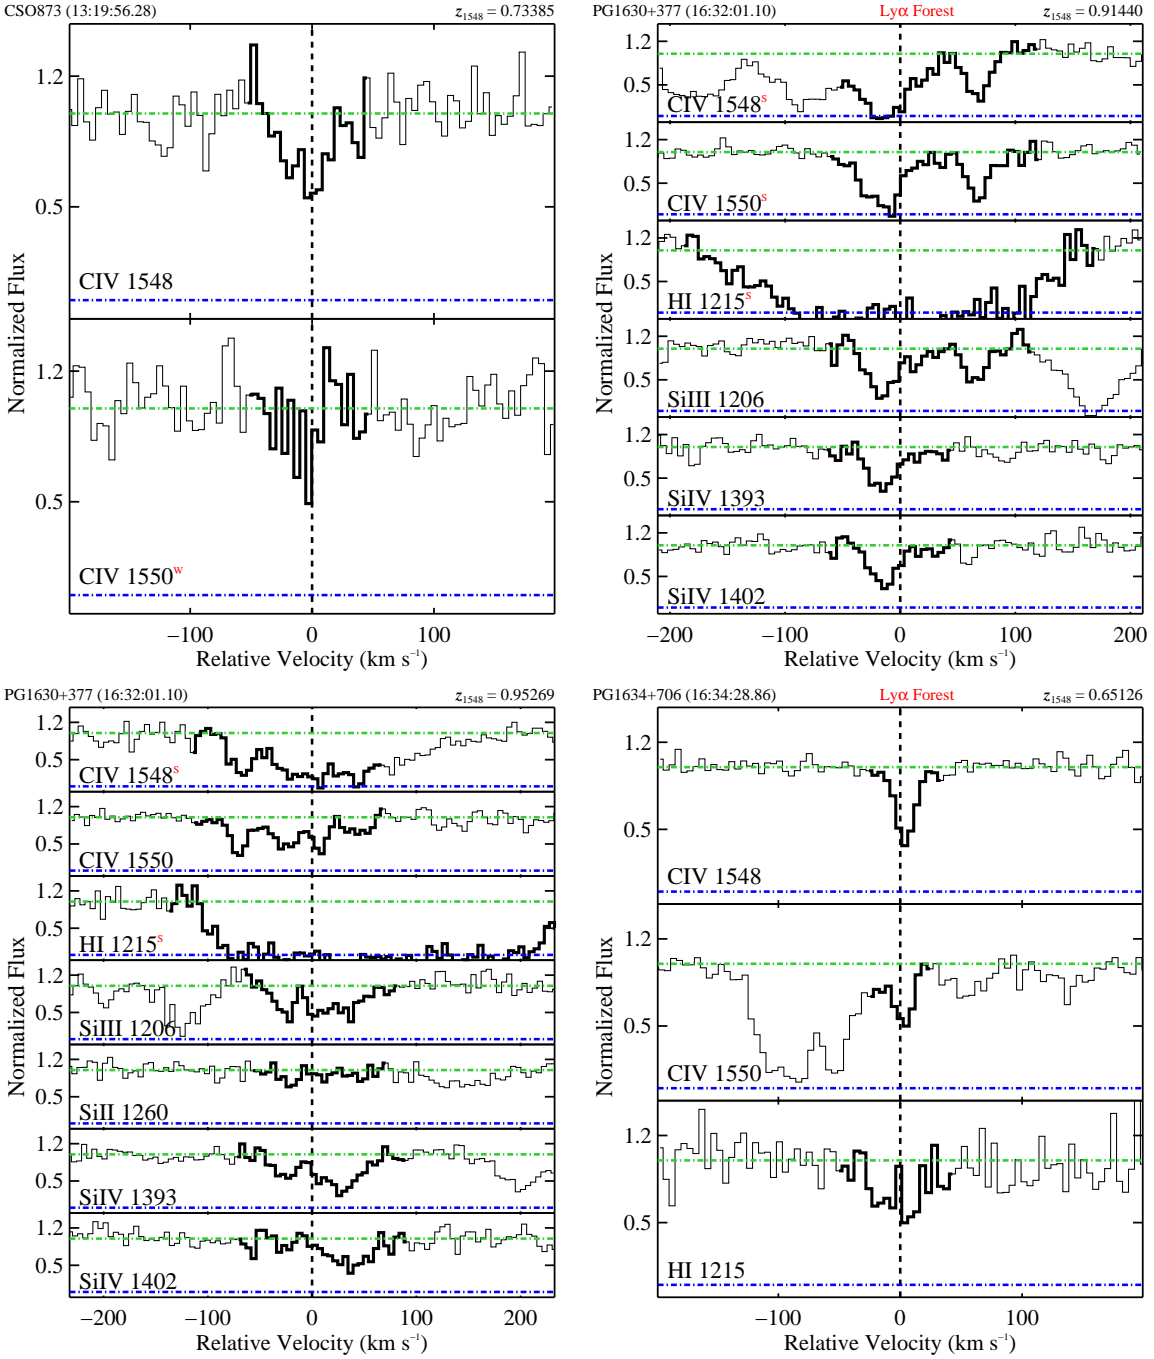 CSO873 (13:19:56.28) z1548 = 0.73385
1.2
0.5
CIV 1548
1.2
0.5
CIV 1550w
Normalized Flux
−100 0 100
Relative Velocity (km s−1)
PG1630+377 (16:32:01.10) Lyα Forest z1548 = 0.91440
1.2
0.5
CIV 1548s
1.2
0.5
CIV 1550s
1.2
0.5
HI 1215s
1.2
0.5
SiIII 1206
1.2
0.5
SiIV 1393
1.2
0.5
SiIV 1402
Normalized Flux
−200 −100 0 100 200
Relative Velocity (km s−1)
PG1630+377 (16:32:01.10) z1548 = 0.95269
1.2
0.5
CIV 1548s
1.2
0.5
CIV 1550
1.2
0.5
HI 1215s
1.2
0.5
SiIII 1206
1.2
0.5
SiII 1260
1.2
0.5
SiIV 1393
1.2
0.5
SiIV 1402
Normalized Flux
−200 −100 0 100 200
Relative Velocity (km s−1)
PG1634+706 (16:34:28.86) Lyα Forest z1548 = 0.65126
1.2
0.5
CIV 1548
1.2
0.5
CIV 1550
1.2
0.5
HI 1215
Normalized Flux
−100 0 100
Relative Velocity (km s−1)